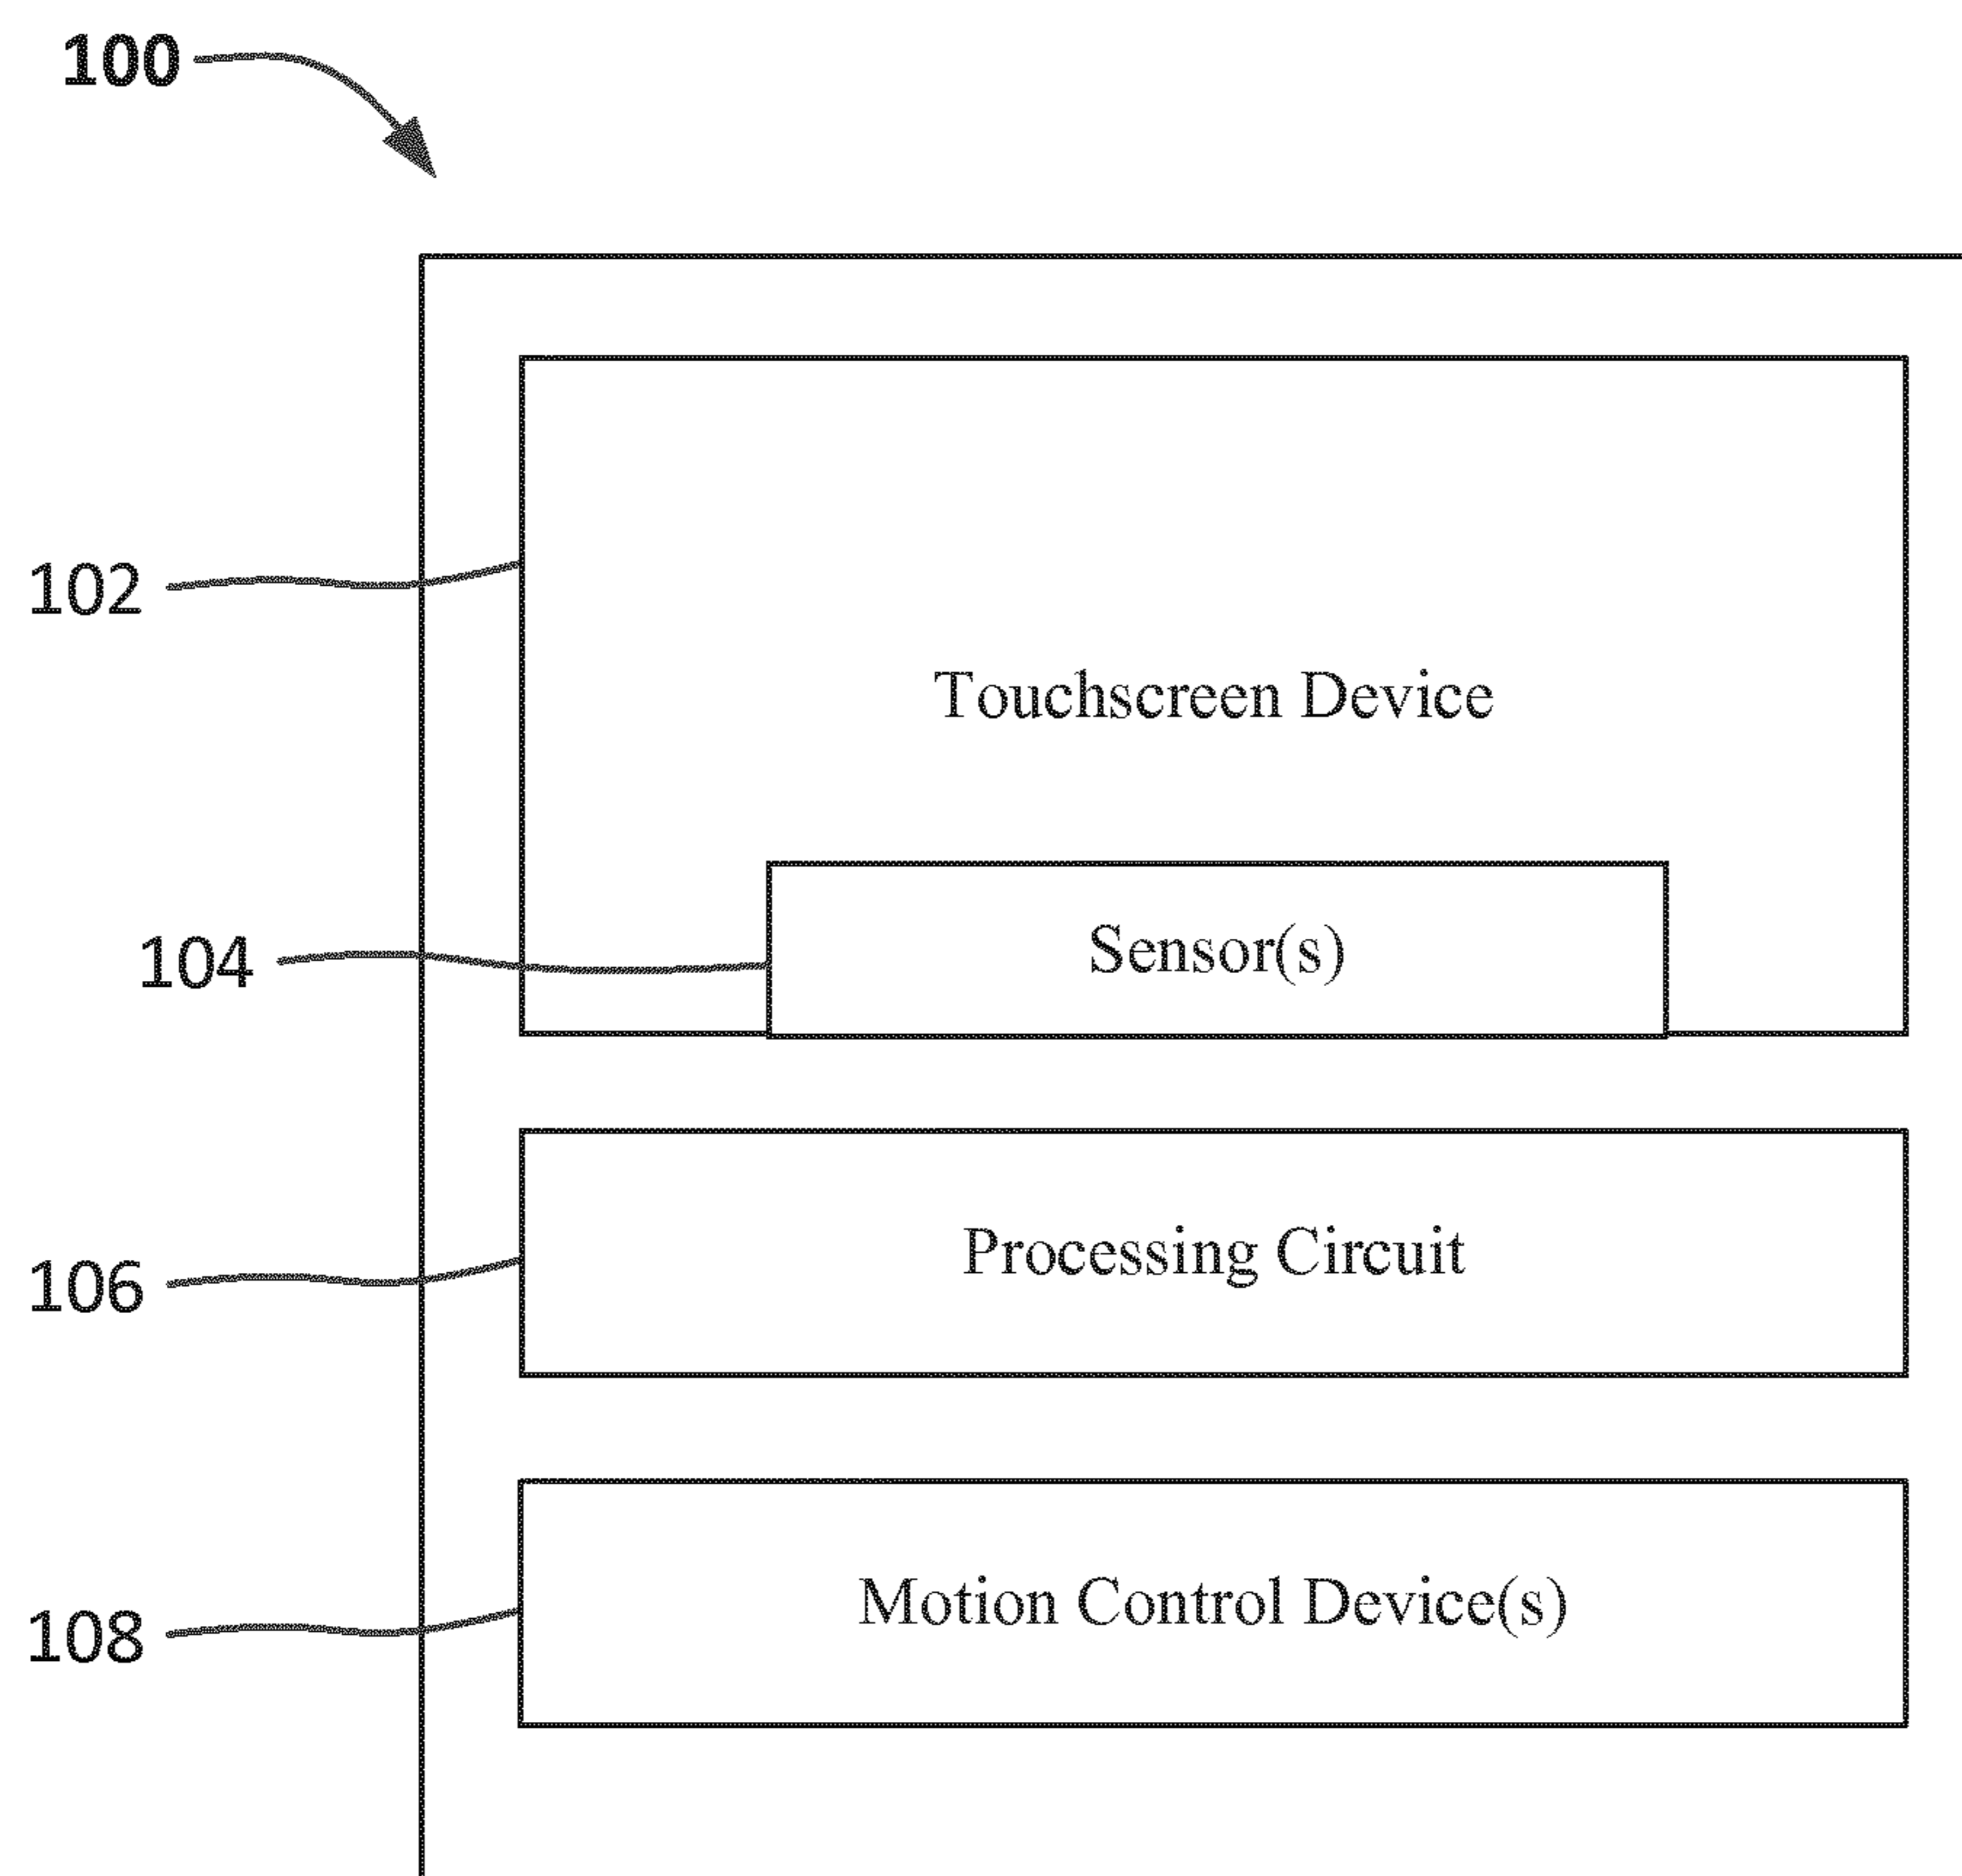 100
102
Touchscreen Device
104
Sensor(s)
106
Processing Circuit
108
Motion Control Device(s)